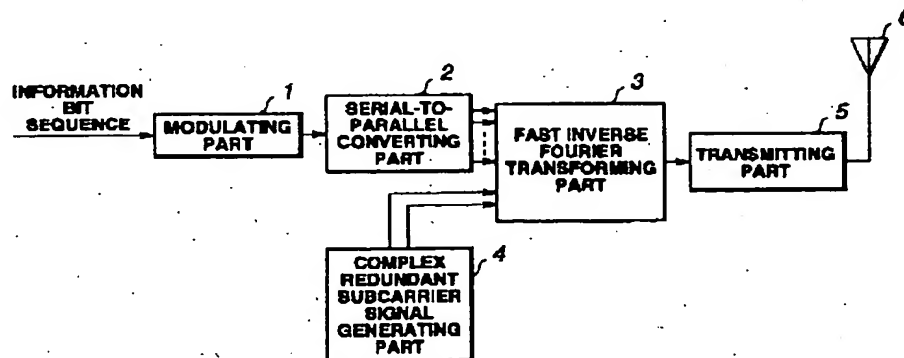 6
INFORMATION
BIT
SEQUENCE
1
MODULATING
PART
2
SERIAL-TO-
PARALLEL
CONVERTING
PART
3
FAST INVERSE
FOURIER
TRANSFORMING
PART
5
TRANSMITTING
PART
4
COMPLEX
REDUNDANT
SUBCARRIER
SIGNAL
GENERATING
PART